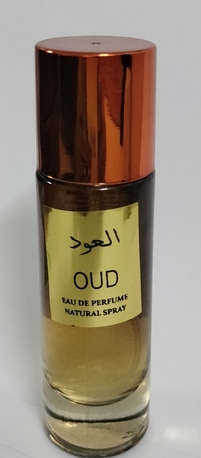 العود
OUD
EAU DE PERFUME
NATURAL SPRAY